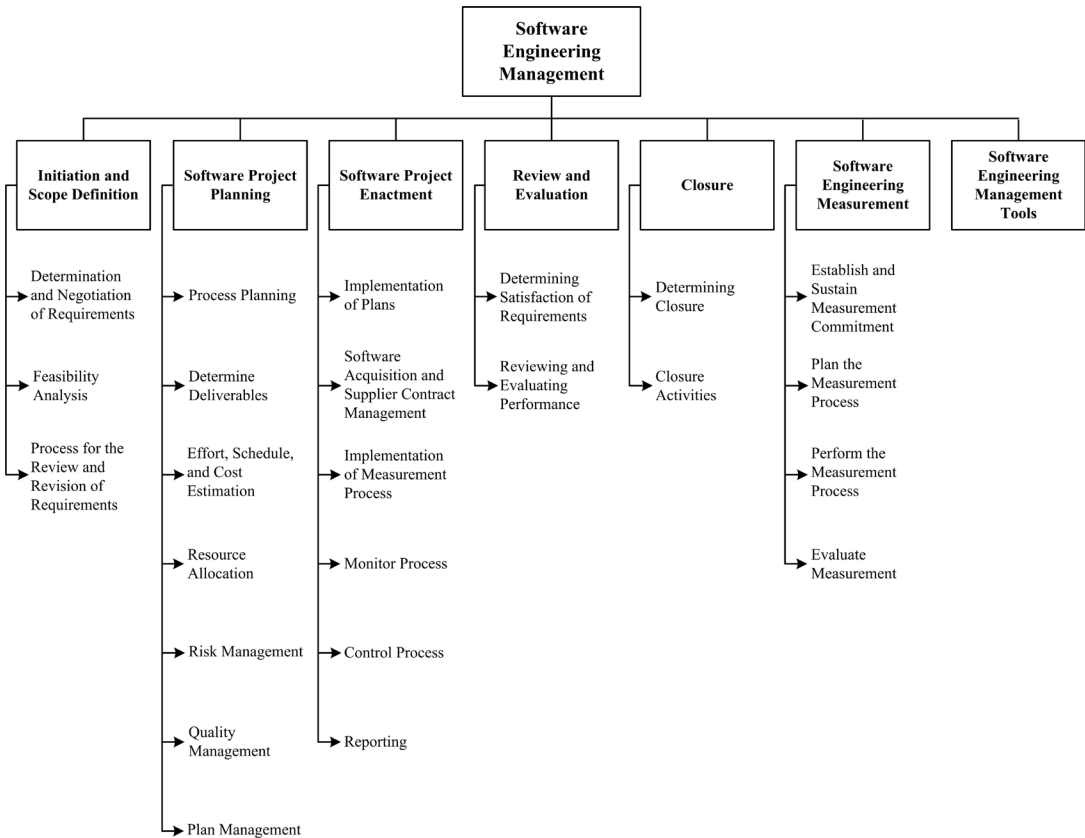 Software
Engineering
Management
Initiation and
Scope Definition
Determination
and Negotiation
of Requirements
Feasibility
Analysis
Process for the
Review and
Revision of
Requirements
Software Project
Planning
Process Planning
Determine
Deliverables
Effort, Schedule,
and Cost
Estimation
Resource
Allocation
Risk Management
Quality
Management
Plan Management
Software Project
Enactment
Implementation
of Plans
Software
Acquisition and
Supplier Contract
Management
Implementation
of Measurement
Process
Monitor Process
Control Process
Reporting
Review and
Evaluation
Determining
Satisfaction of
Requirements
Reviewing and
Evaluating
Performance
Closure
Determining
Closure
Closure
Activities
Software
Engineering
Measurement
Establish and
Sustain
Measurement
Commitment
Plan the
Measurement
Process
Perform the
Measurement
Process
Evaluate
Measurement
Software
Engineering
Management
Tools